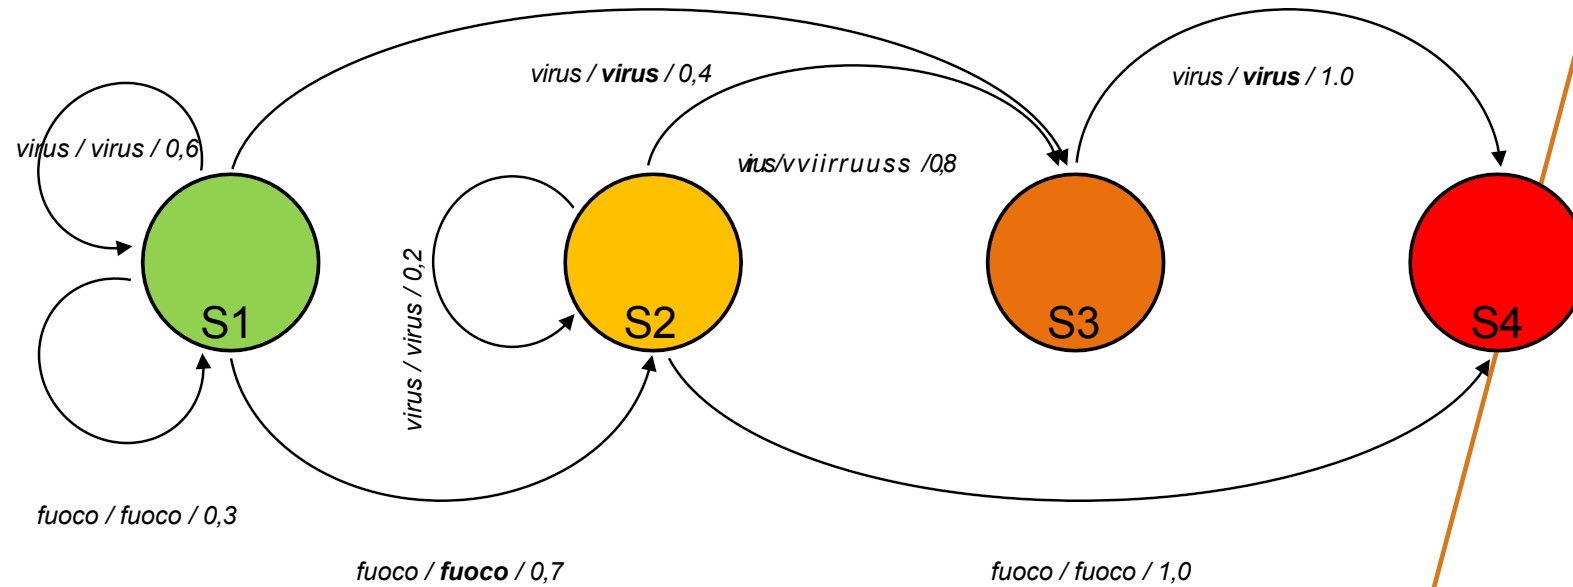 virus / virus / 0,4
virus / virus / 1.0
virus / virus / 0,6
virus/vviirruuss /0,8
virus / virus / 0,2
S1
S2
S3
S4
fuoco / fuoco / 0,3
fuoco / fuoco / 0,7
fuoco / fuoco / 1,0